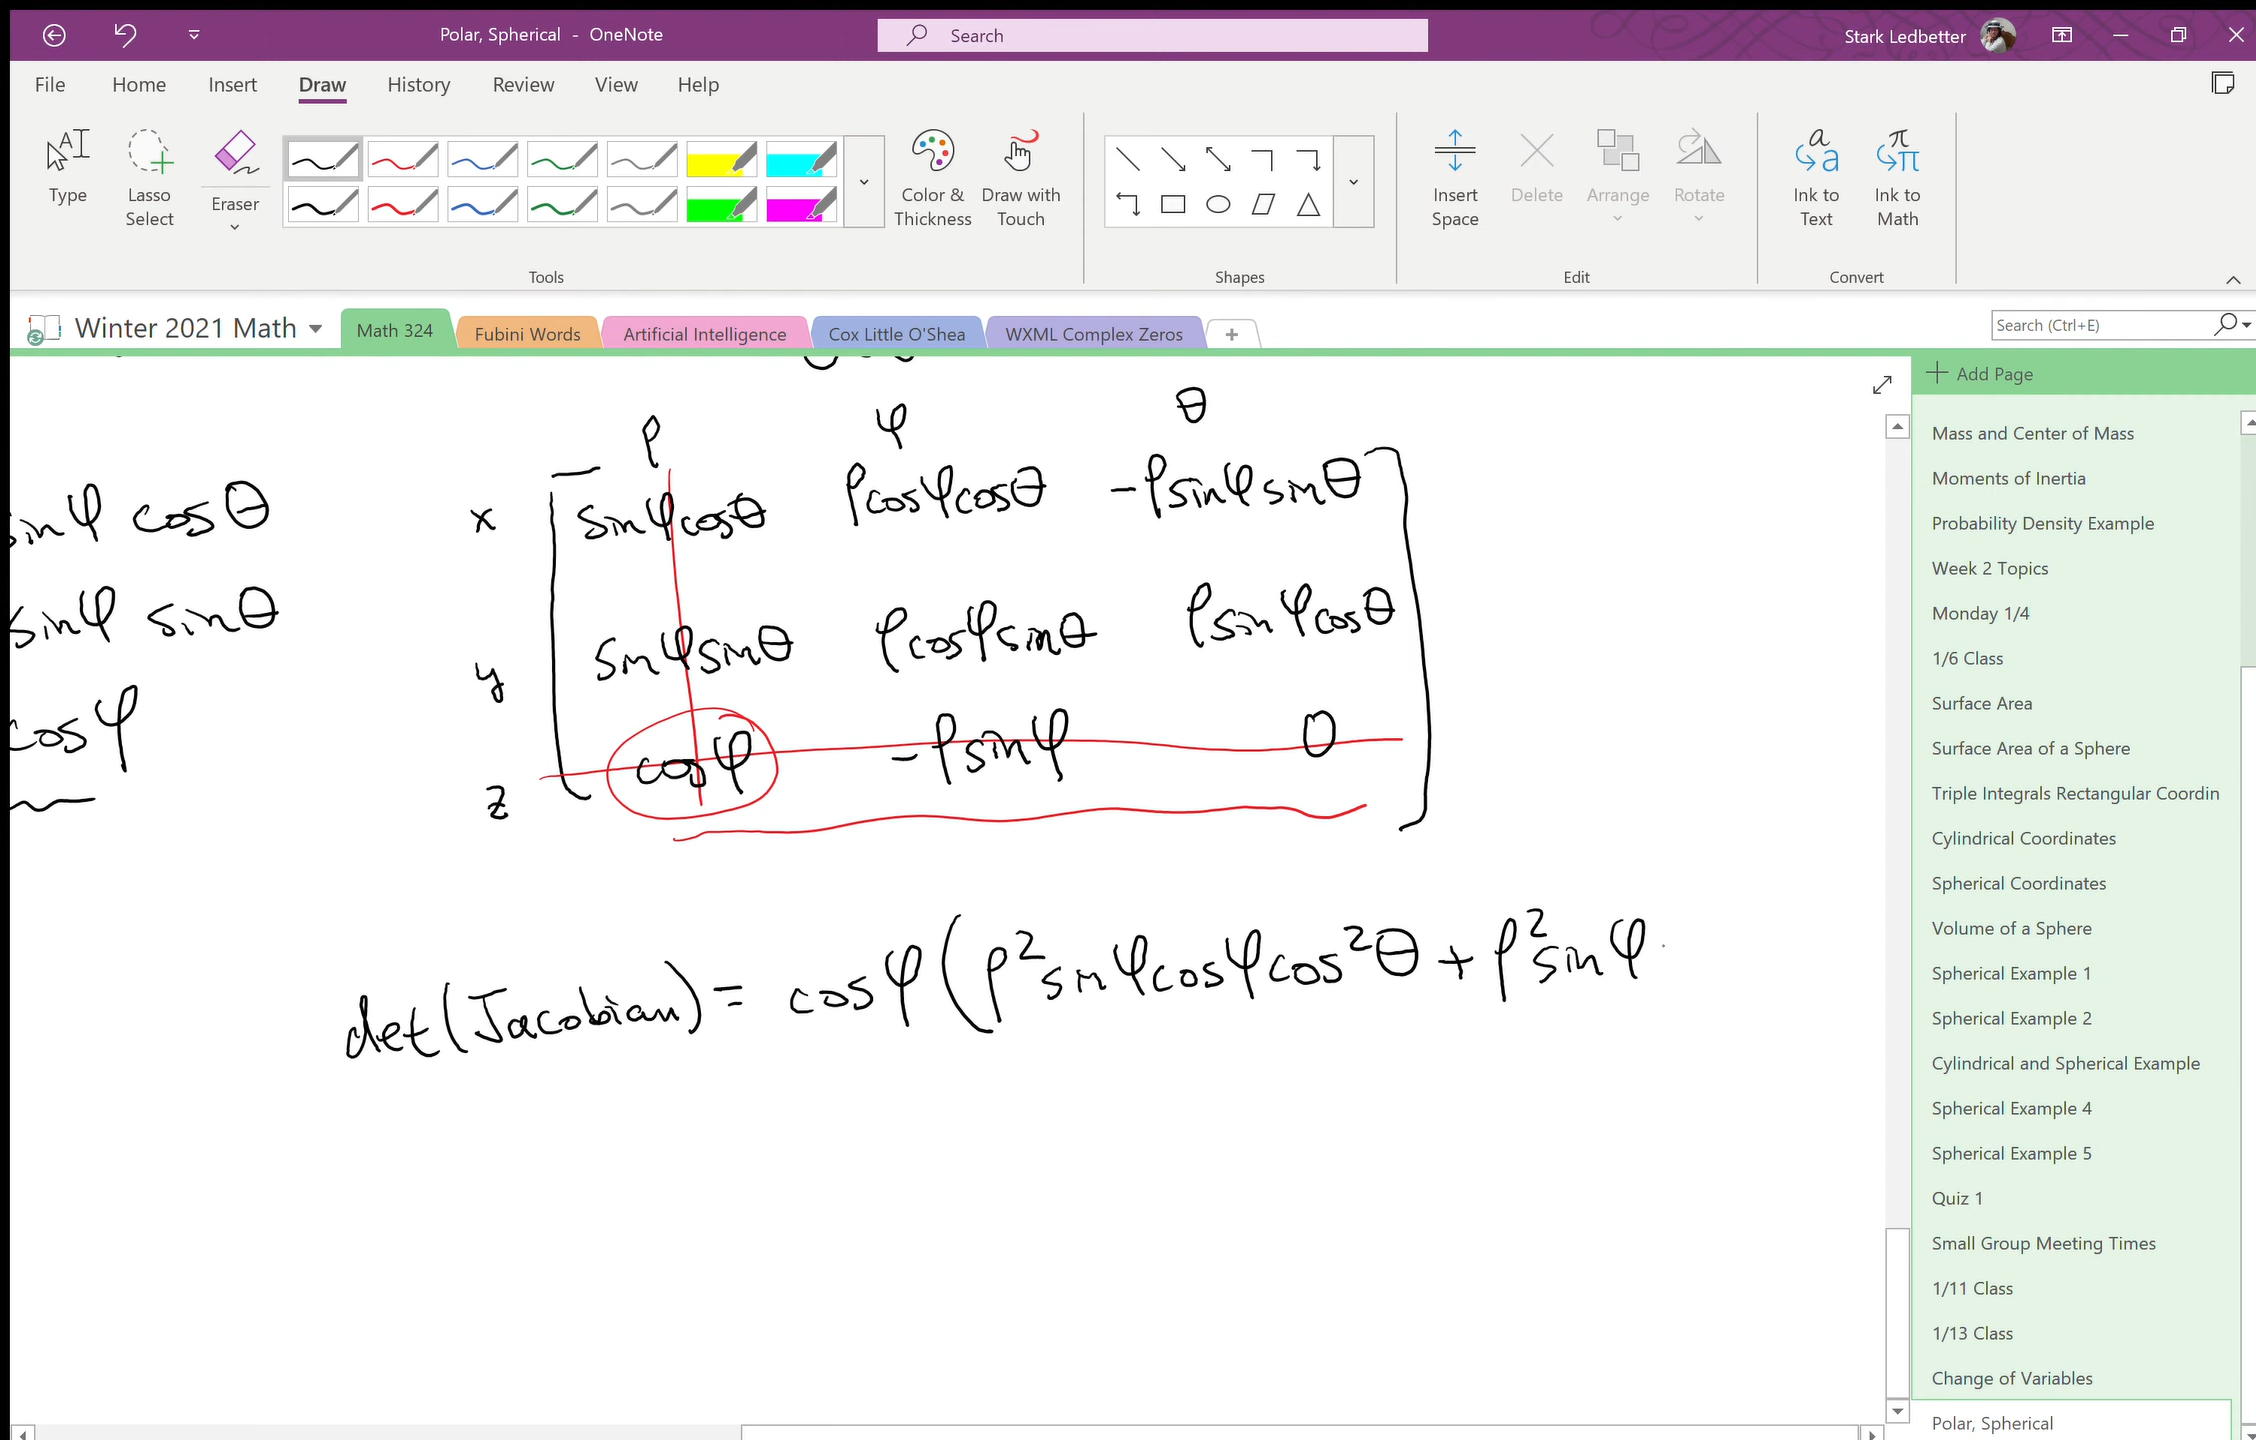 Polar, Spherical - OneNote
Search
Stark Ledbetter
File Home Insert Draw History Review View Help
Type
Lasso Select
Eraser
Color & Thickness
Draw with Touch
Insert Space
Delete
Arrange
Rotate
a a
Ink to Text
π π
Ink to Math
Tools
Shapes
Edit
Convert
Winter 2021 Math
Math 324
Fubini Words
Artificial Intelligence
Cox Little O'Shea
WXML Complex Zeros
+
Search (Ctrl+E)
Add Page
Mass and Center of Mass
Moments of Inertia
Probability Density Example
Week 2 Topics
Monday 1/4
1/6 Class
Surface Area
Surface Area of a Sphere
Triple Integrals Rectangular Coordin
Cylindrical Coordinates
Spherical Coordinates
Volume of a Sphere
Spherical Example 1
Spherical Example 2
Cylindrical and Spherical Example
Spherical Example 4
Spherical Example 5
Quiz 1
Small Group Meeting Times
1/11 Class
1/13 Class
Change of Variables
Polar, Spherical
sinφ cosθ
sinφ sinθ
cosφ
ρ φ θ
x sinφcosθ ρcosφcosθ -ρsinφsinθ
y sinφsinθ ρcosφsinθ ρsinφcosθ
z cosφ -ρsinφ 0
det(Jacobian) = cosφ(ρ²sinφcosφcos²θ + ρ²sinφ